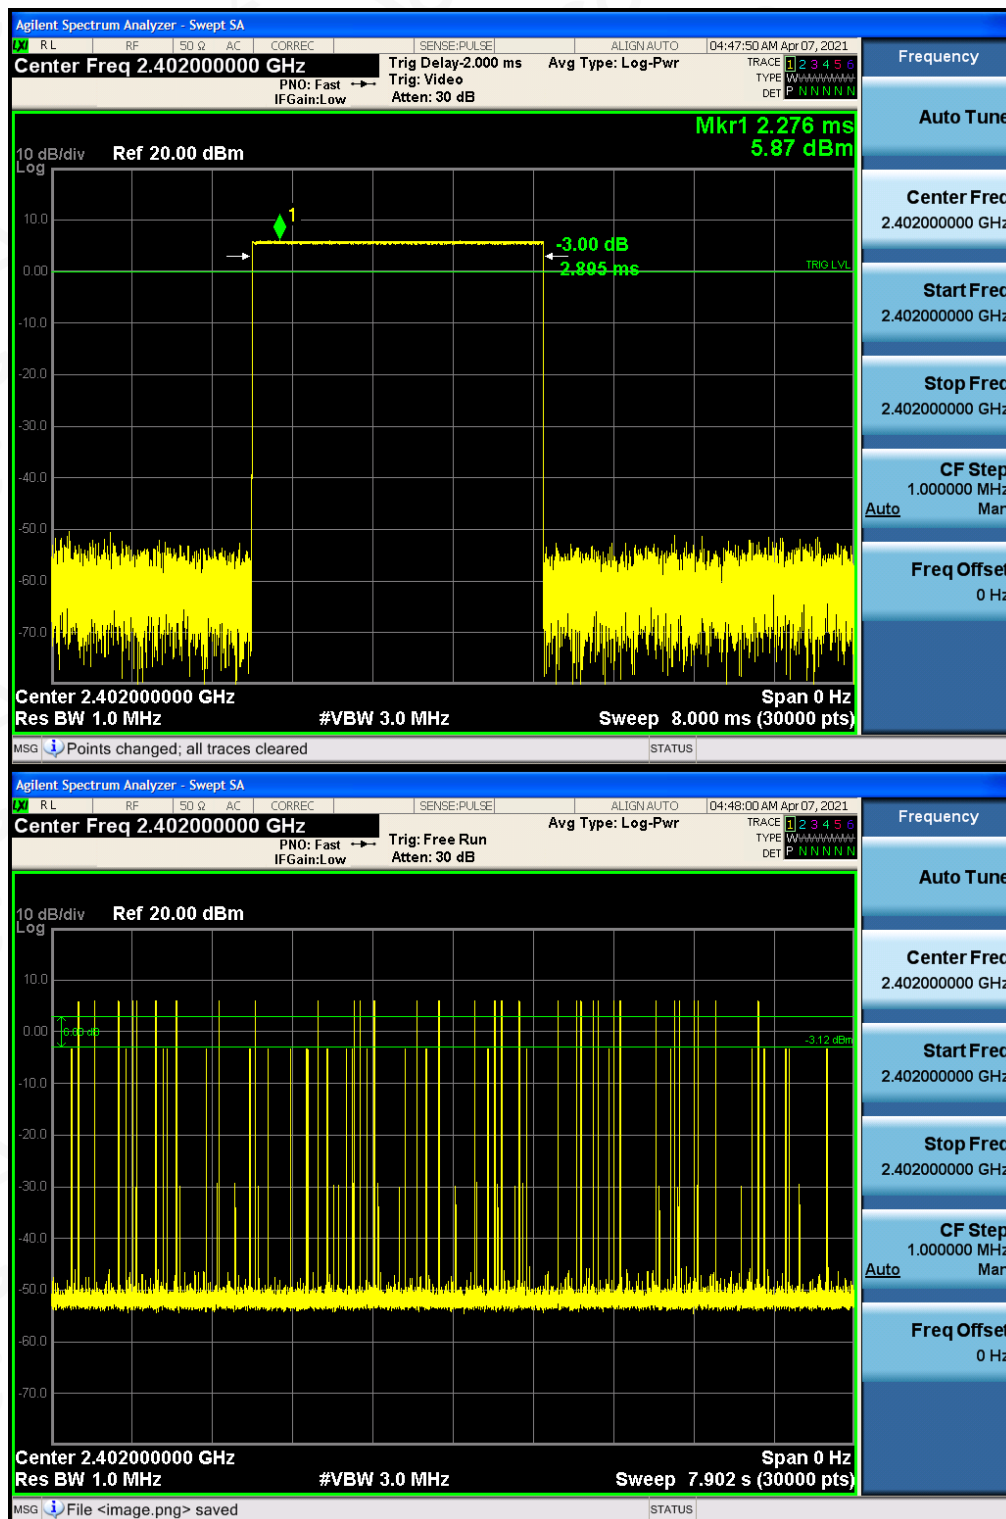 Agilent Spectrum Analyzer - Swept SA
LXI RL RF 50 Ω AC CORREC SENSE:PULSE ALIGN AUTO 04:47:50 AM Apr 07, 2021
Center Freq 2.402000000 GHz
PNO: Fast
IFGain:Low
Trig Delay-2.000 ms
Trig: Video
Atten: 30 dB
Avg Type: Log-Pwr
TRACE 1 2 3 4 5 6
TYPE
DET P N N N N N
Mkr1 2.276 ms
5.87 dBm
10 dB/div Ref 20.00 dBm
Log
10.0
1
-3.00 dB
2.895 ms
0.00
TRIG LVL
-10.0
-20.0
-30.0
-40.0
-50.0
-60.0
-70.0
Center 2.402000000 GHz Span 0 Hz
Res BW 1.0 MHz #VBW 3.0 MHz Sweep 8.000 ms (30000 pts)
MSG Points changed; all traces cleared STATUS
Frequency
Auto Tune
Center Freq
2.402000000 GHz
Start Freq
2.402000000 GHz
Stop Freq
2.402000000 GHz
CF Step
1.000000 MHz
Auto Man
Freq Offset
0 Hz
Agilent Spectrum Analyzer - Swept SA
LXI RL RF 50 Ω AC CORREC SENSE:PULSE ALIGN AUTO 04:48:00 AM Apr 07, 2021
Center Freq 2.402000000 GHz
PNO: Fast
IFGain:Low
Trig: Free Run
Atten: 30 dB
Avg Type: Log-Pwr
TRACE 1 2 3 4 5 6
TYPE
DET P N N N N N
10 dB/div Ref 20.00 dBm
Log
10.0
0.00
-3.12 dBm
-10.0
-20.0
-30.0
-40.0
-50.0
-60.0
-70.0
Center 2.402000000 GHz Span 0 Hz
Res BW 1.0 MHz #VBW 3.0 MHz Sweep 7.902 s (30000 pts)
MSG File <image.png> saved STATUS
Frequency
Auto Tune
Center Freq
2.402000000 GHz
Start Freq
2.402000000 GHz
Stop Freq
2.402000000 GHz
CF Step
1.000000 MHz
Auto Man
Freq Offset
0 Hz